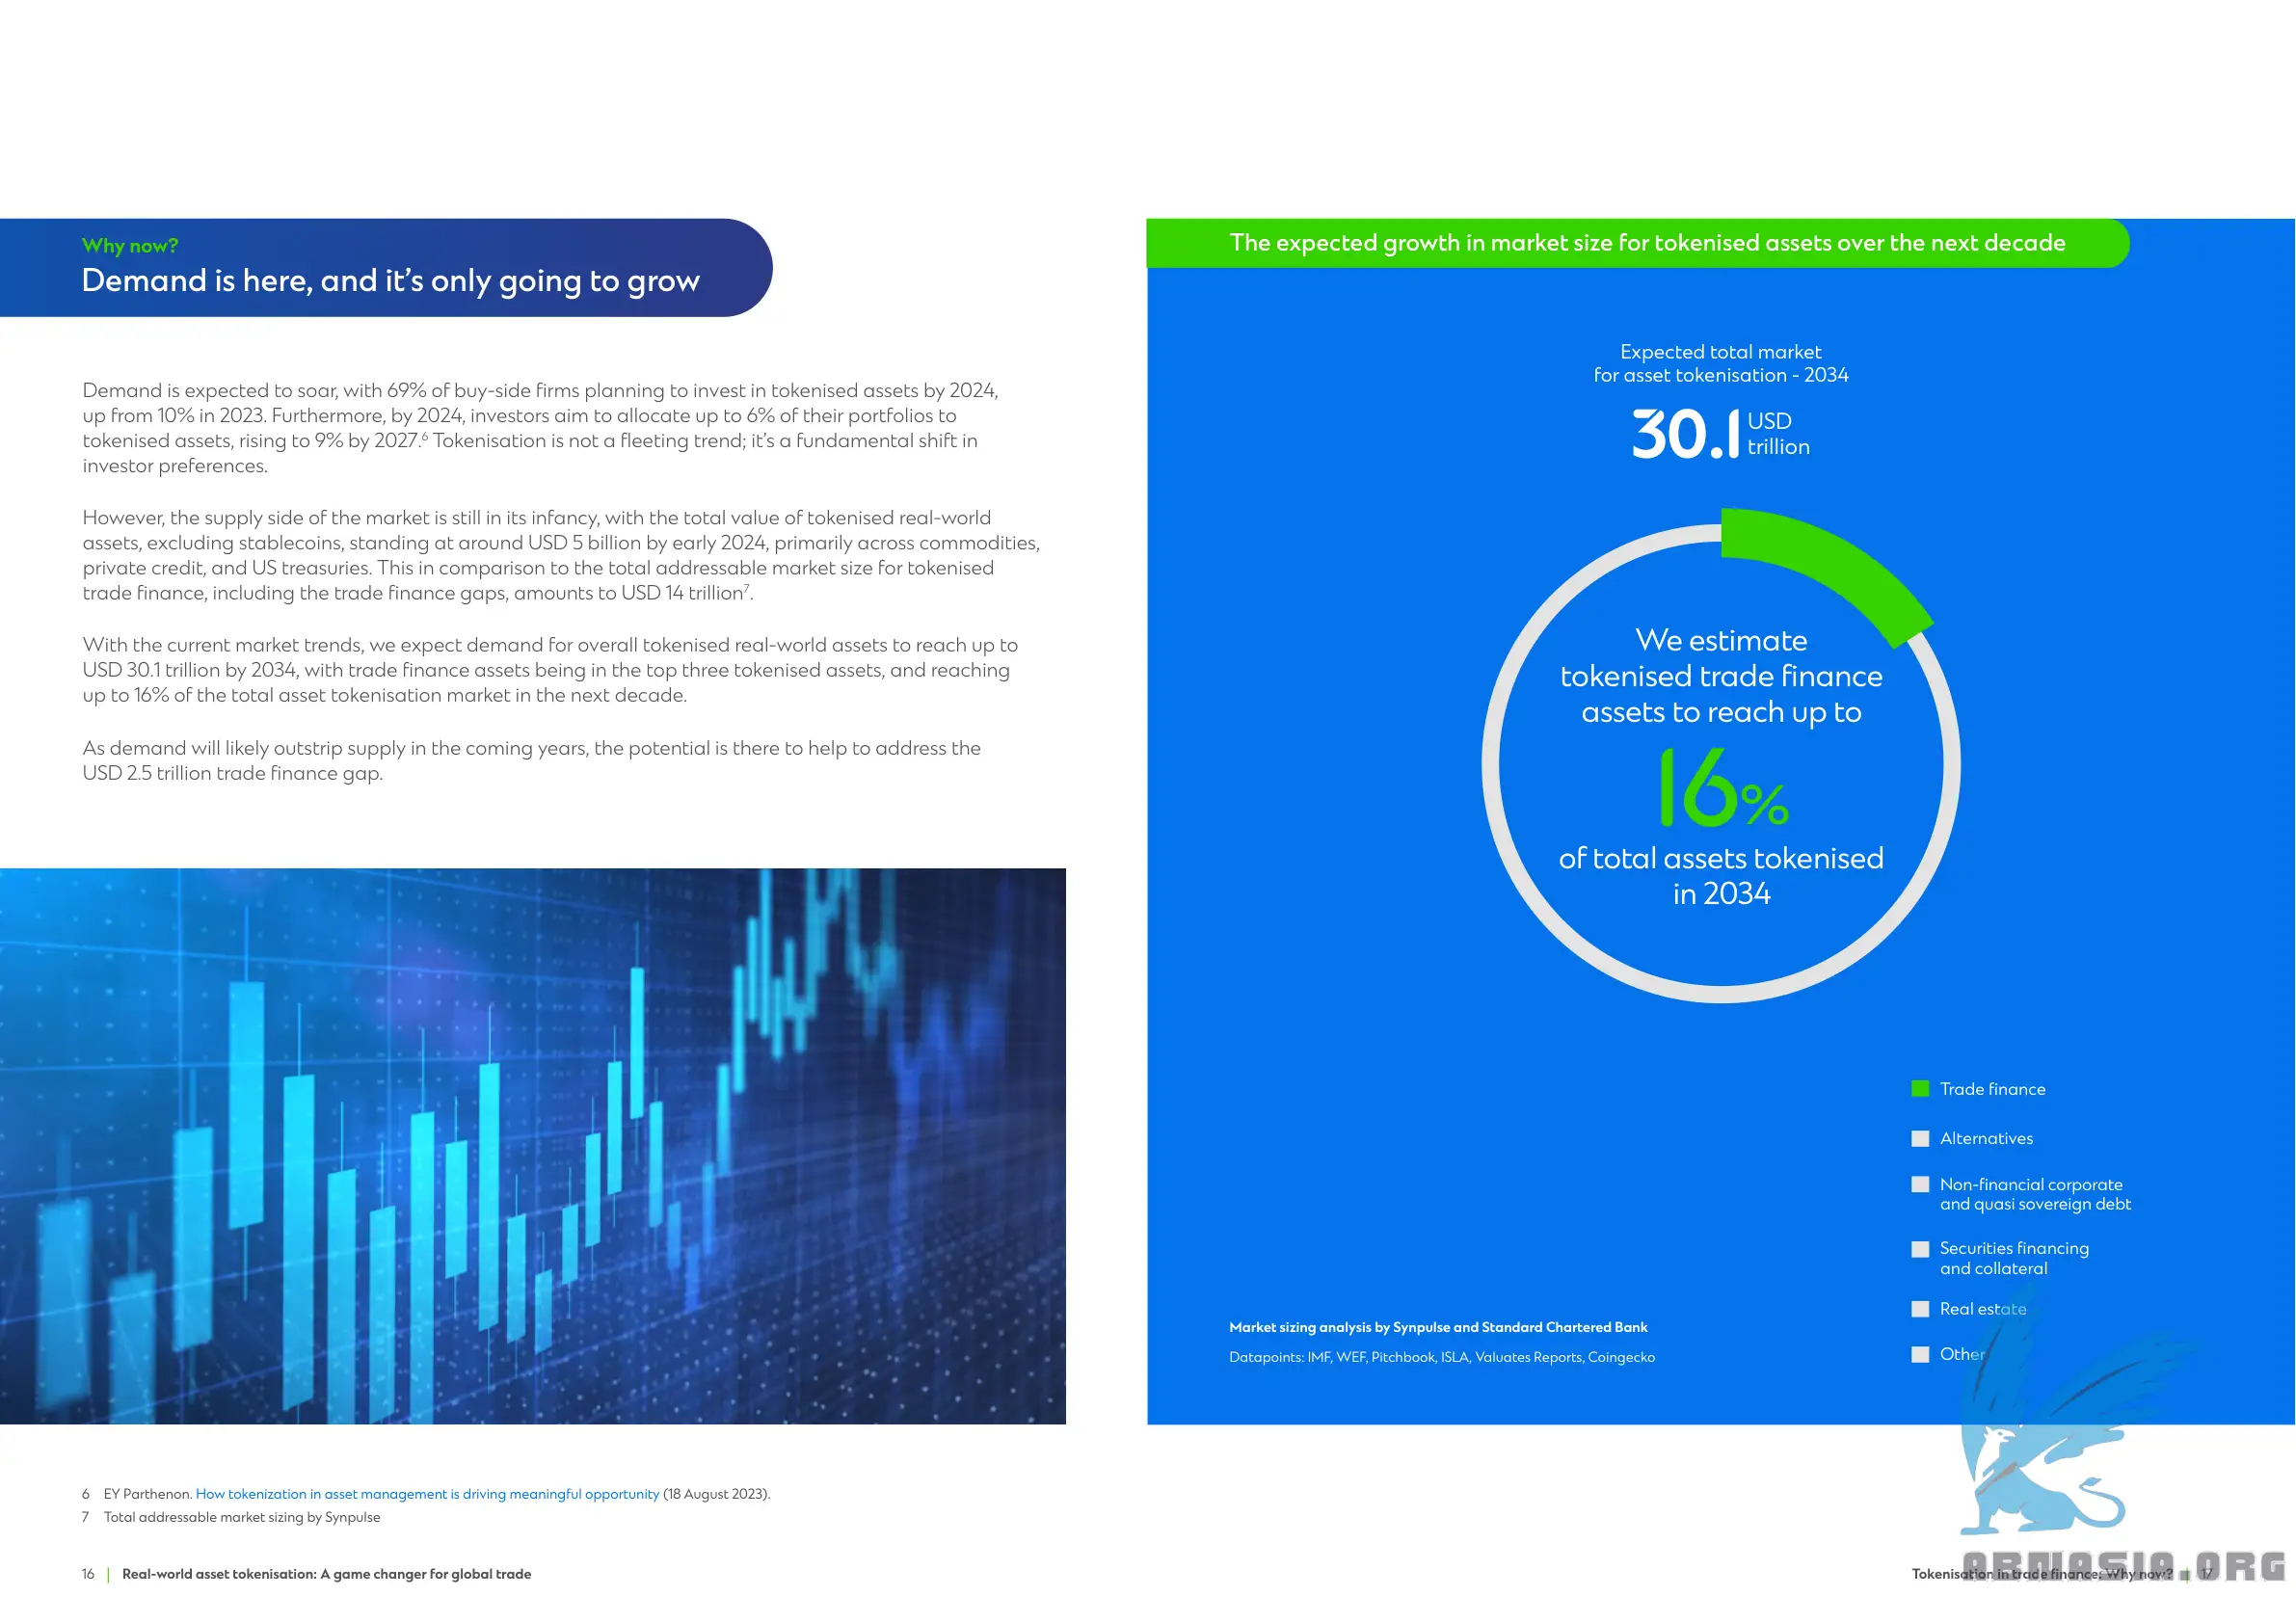 Why now?
Demand is here, and it's only going to grow
Demand is expected to soar, with 69% of buy-side firms planning to invest in tokenised assets by 2024,
up from 10% in 2023. Furthermore, by 2024, investors aim to allocate up to 6% of their portfolios to
tokenised assets, rising to 9% by 2027.6 Tokenisation is not a fleeting trend; it's a fundamental shift in
investor preferences.
However, the supply side of the market is still in its infancy, with the total value of tokenised real-world
assets, excluding stablecoins, standing at around USD 5 billion by early 2024, primarily across commodities,
private credit, and US treasuries. This in comparison to the total addressable market size for tokenised
trade finance, including the trade finance gaps, amounts to USD 14 trillion7.
With the current market trends, we expect demand for overall tokenised real-world assets to reach up to
USD 30.1 trillion by 2034, with trade finance assets being in the top three tokenised assets, and reaching
up to 16% of the total asset tokenisation market in the next decade.
As demand will likely outstrip supply in the coming years, the potential is there to help to address the
USD 2.5 trillion trade finance gap.
6 EY Parthenon. How tokenization in asset management is driving meaningful opportunity (18 August 2023).
7 Total addressable market sizing by Synpulse
16 | Real-world asset tokenisation: A game changer for global trade
The expected growth in market size for tokenised assets over the next decade
Expected total market
for asset tokenisation - 2034
30.1 USD
trillion
We estimate
tokenised trade finance
assets to reach up to
16%
of total assets tokenised
in 2034
Trade finance
Alternatives
Non-financial corporate
and quasi sovereign debt
Securities financing
and collateral
Real estate
Other
Market sizing analysis by Synpulse and Standard Chartered Bank
Datapoints: IMF, WEF, Pitchbook, ISLA, Valuates Reports, Coingecko
Tokenisation in trade finance: Why now? | 17
ABMASIA.ORG